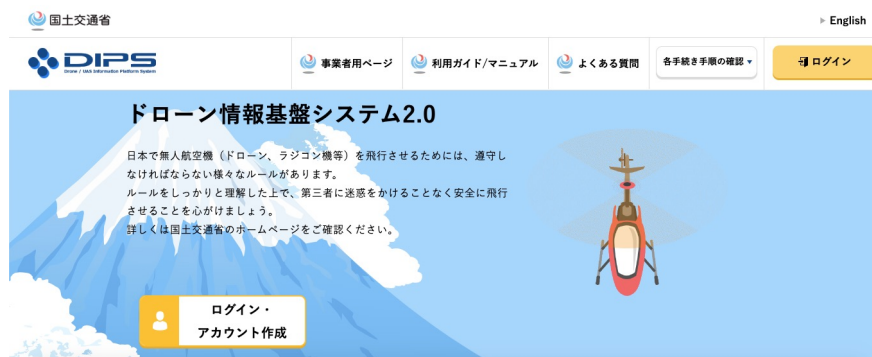 国土交通省
English
DIPS
Drone / UAS Information Platform System
事業者用ページ
利用ガイド/マニュアル
よくある質問
各手続き手順の確認
ログイン
ドローン情報基盤システム2.0
日本で無人航空機（ドローン、ラジコン機等）を飛行させるためには、遵守し
なければならない様々なルールがあります。
ルールをしっかりと理解した上で、第三者に迷惑をかけることなく安全に飛行
させることを心がけましょう。
詳しくは国土交通省のホームページをご確認ください。
ログイン・
アカウント作成